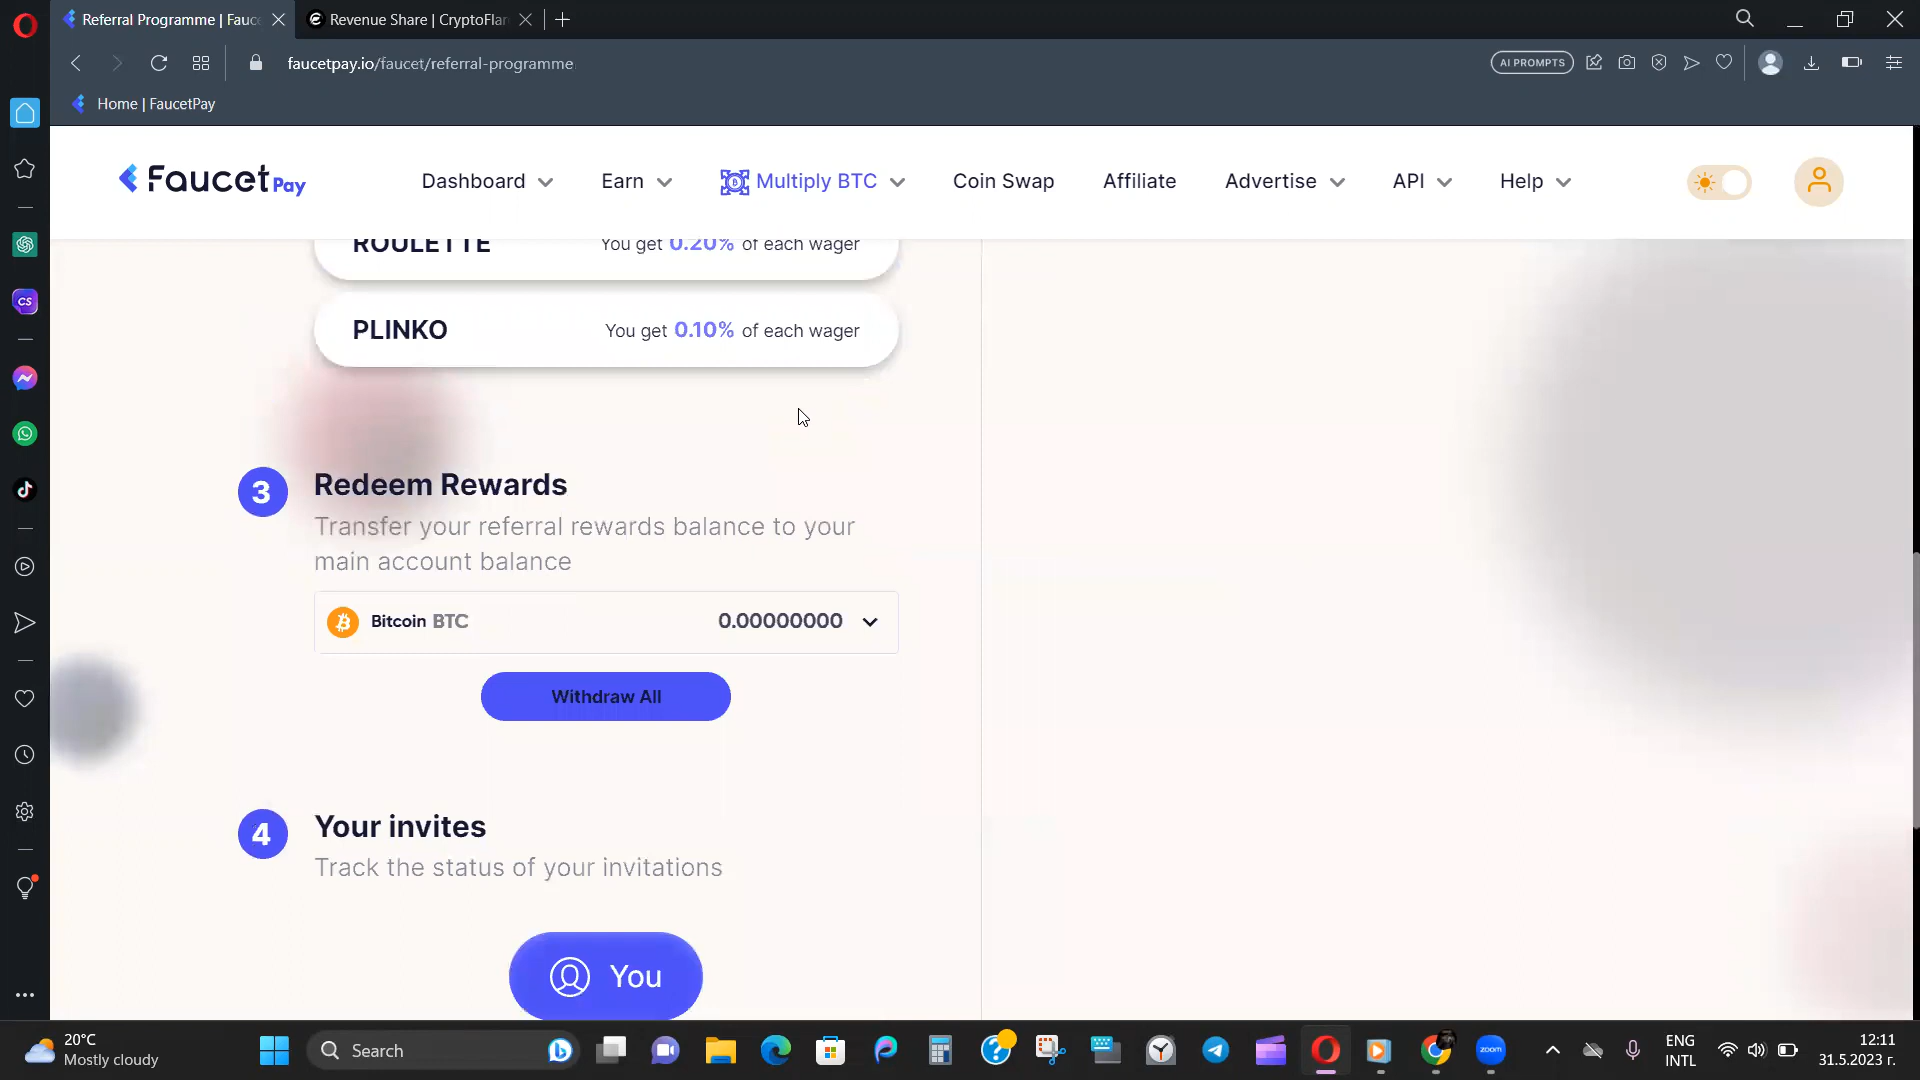 Referral Programme | Fauc
Revenue Share | CryptoFla
faucetpay.io/faucet/referral-programme
AI PROMPTS
Home | FaucetPay
Faucet Pay
Dashboard
Earn
Multiply BTC
Coin Swap
Affiliate
Advertise
API
Help
ROULETTE You get 0.20% of each wager
PLINKO You get 0.10% of each wager
3 Redeem Rewards
Transfer your referral rewards balance to your
main account balance
Bitcoin BTC 0.00000000
Withdraw All
4 Your invites
Track the status of your invitations
You
CS
20°C
Mostly cloudy
Search
zoom
ENG
INTL
12:11
31.5.2023 г.